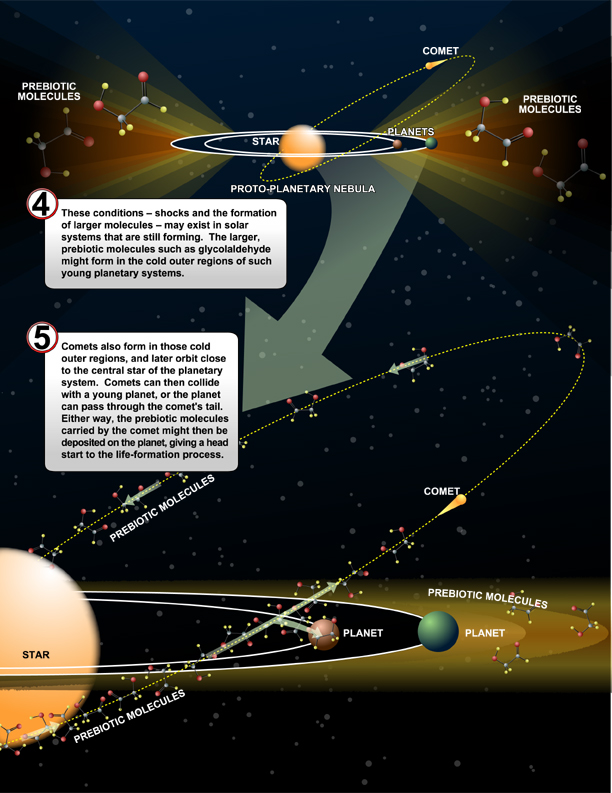 COMET
PREBIOTIC
MOLECULES
PREBIOTIC
MOLECULES
STAR
PLANETS
PROTO-PLANETARY NEBULA
4
These conditions – shocks and the formation
of larger molecules – may exist in solar
systems that are still forming.  The larger,
prebiotic molecules such as glycolaldehyde
might form in the cold outer regions of such
young planetary systems.
5
Comets also form in those cold
outer regions, and later orbit close
to the central star of the planetary
system.  Comets can then collide
with a young planet, or the planet
can pass through the comet's tail.
Either way, the prebiotic molecules
carried by the comet might then be
deposited on the planet, giving a head
start to the life-formation process.
PREBIOTIC MOLECULES
COMET
PREBIOTIC MOLECULES
PLANET
PLANET
STAR
PREBIOTIC MOLECULES